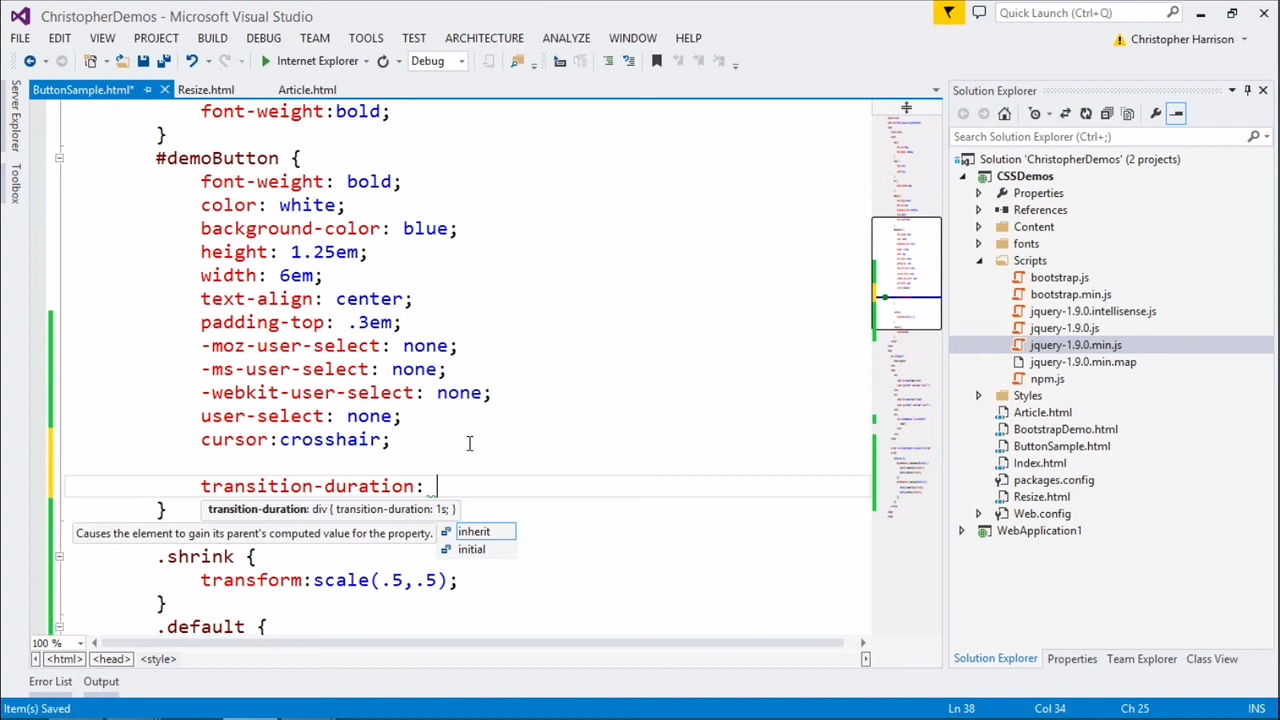 ChristopherDemos - Microsoft Visual Studio
Quick Launch (Ctrl+Q)
FILE EDIT VIEW PROJECT BUILD DEBUG TEAM TOOLS TEST ARCHITECTURE ANALYZE WINDOW HELP
Christopher Harrison
Internet Explorer
Debug
ButtonSample.html* Resize.html Article.html
Server Explorer
Toolbox
font-weight:bold;
}
#demoButton {
font-weight: bold;
color: white;
background-color: blue;
height: 1.25em;
width: 6em;
text-align: center;
padding-top: .3em;
-moz-user-select: none;
-ms-user-select: none;
-webkit-user-select: none;
user-select: none;
cursor:crosshair;
transition-duration:
}
transition-duration: div { transition-duration: 1s; }
Causes the element to gain its parent's computed value for the property.
inherit
initial
.shrink {
transform:scale(.5,.5);
}
.default {
100 %
<html> <head> <style>
Error List Output
Solution Explorer
Search Solution Explorer (Ctrl+;)
Solution 'ChristopherDemos' (2 projects)
CSSDemos
Properties
References
Content
fonts
Scripts
bootstrap.js
bootstrap.min.js
jquery-1.9.0.intellisense.js
jquery-1.9.0.js
jquery-1.9.0.min.js
jquery-1.9.0.min.map
npm.js
Styles
Article.html
BootstrapDemo.html
ButtonSample.html
Index.html
packages.config
Resize.html
Web.config
WebApplication1
Solution Explorer Properties Team Explorer Class View
Item(s) Saved
Ln 38 Col 34 Ch 25 INS